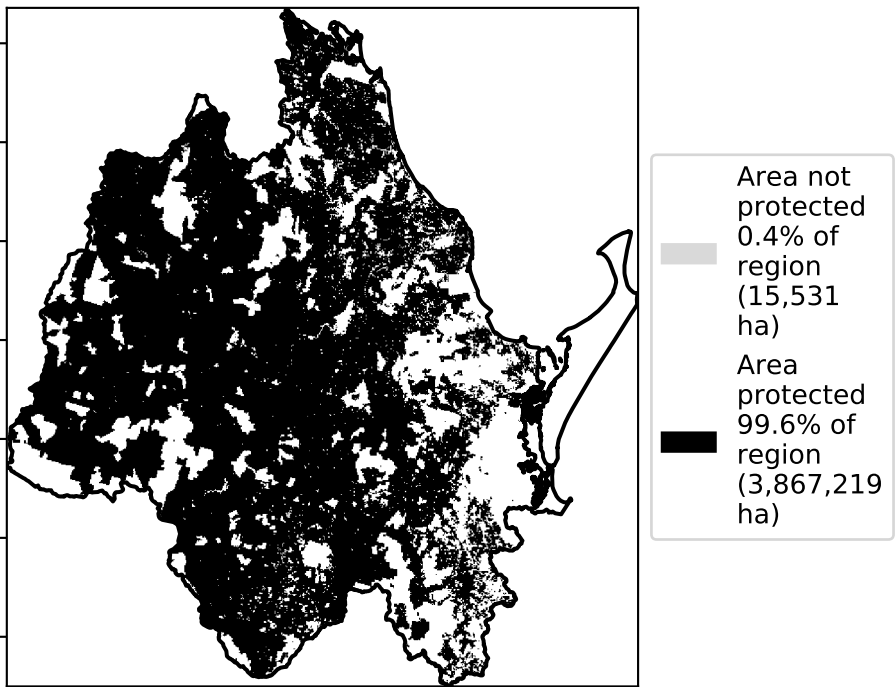 Area not
protected
0.4% of
region
(15,531
ha)
Area
protected
99.6% of
region
(3,867,219
ha)